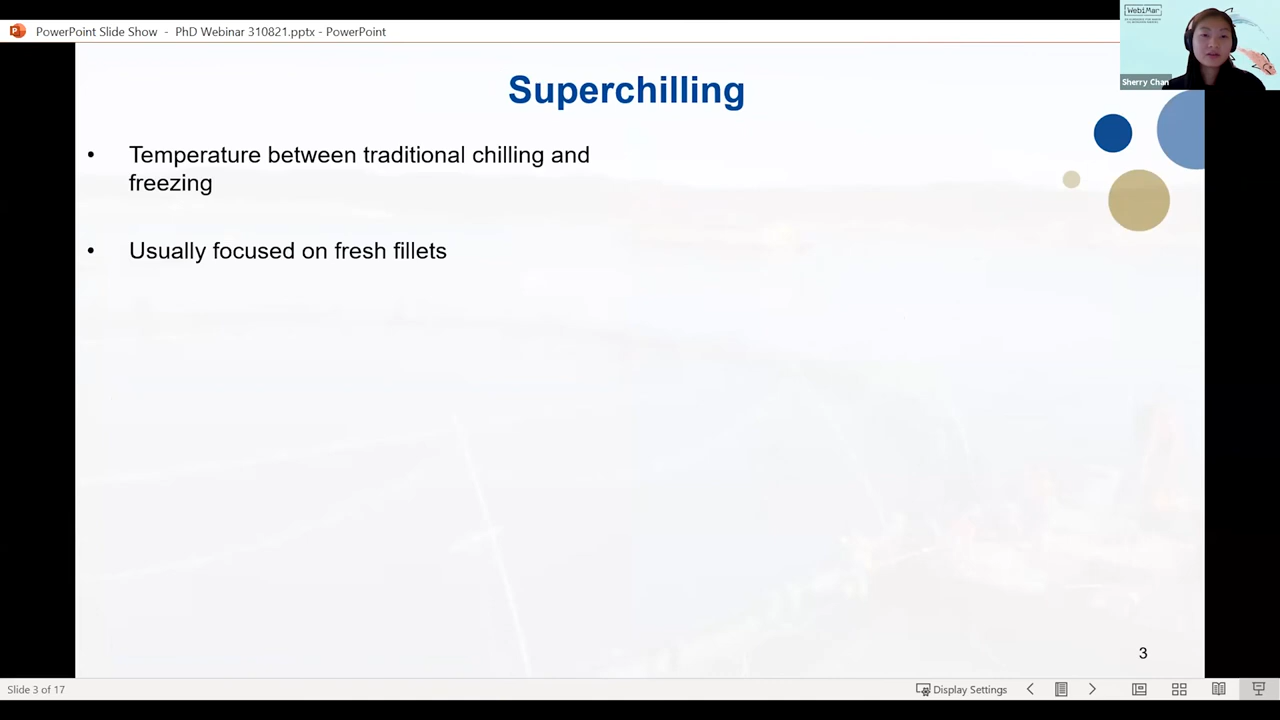 PowerPoint Slide Show - PhD Webinar 310821.pptx - PowerPoint
WebiMar
Sherry Chan
Superchilling
• Temperature between traditional chilling and
freezing
• Usually focused on fresh fillets
3
Slide 3 of 17
Display Settings